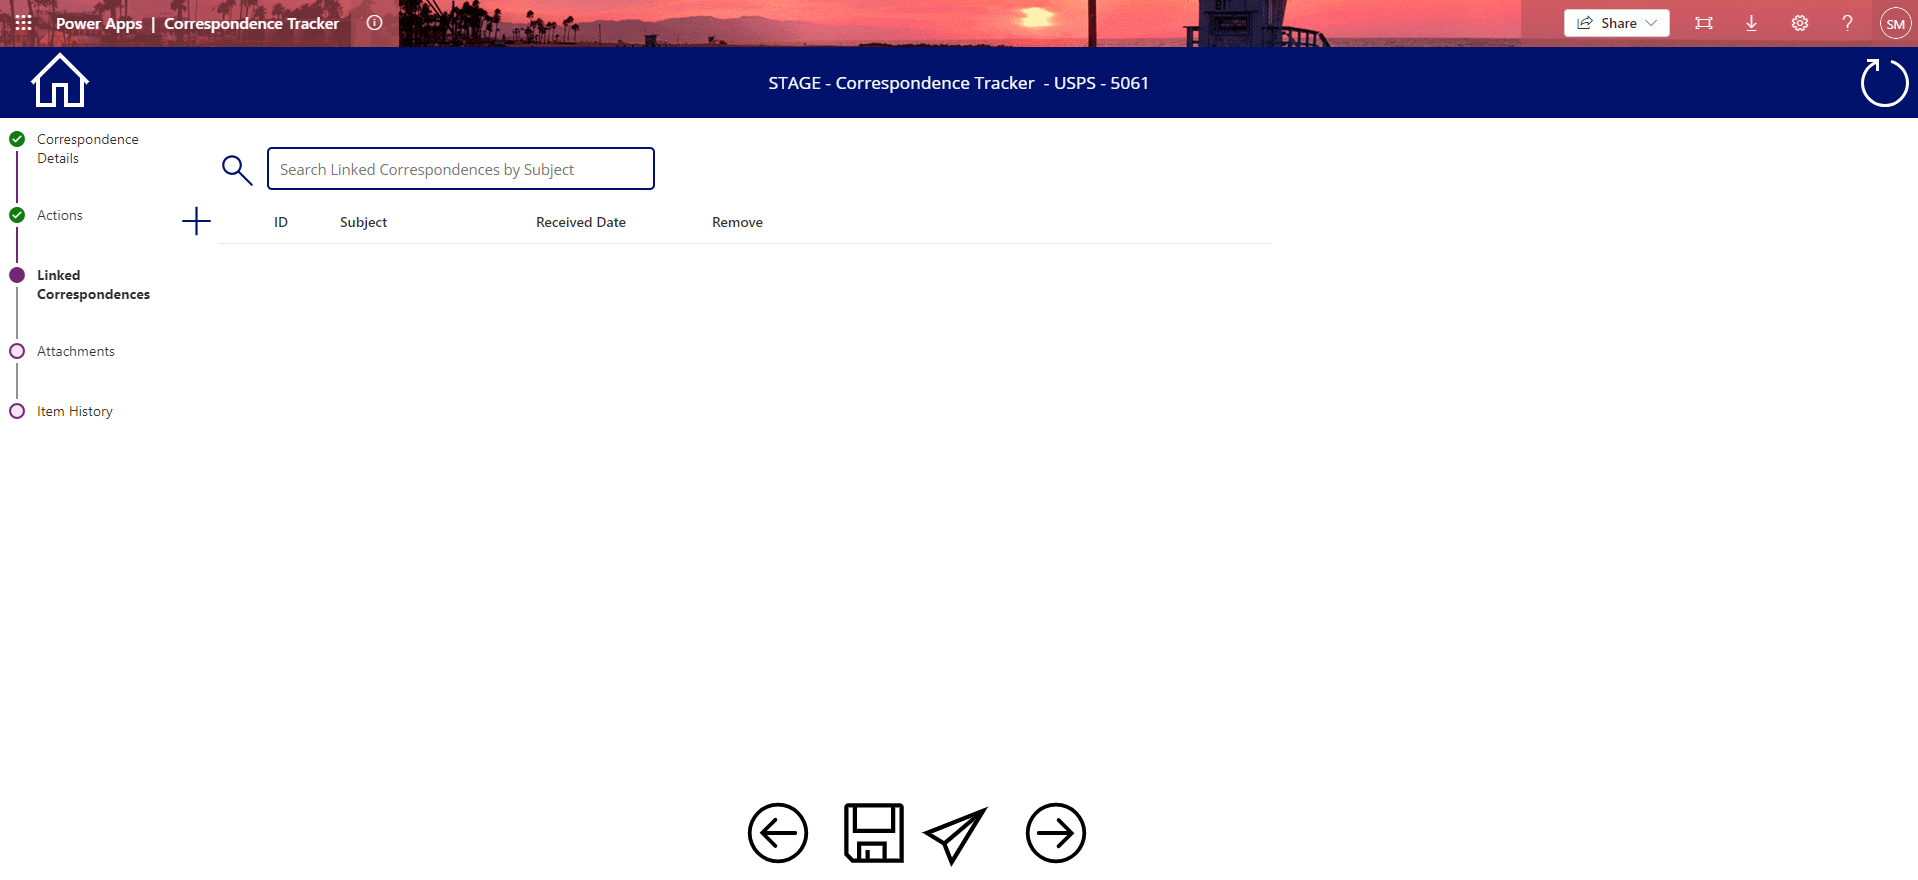 Power Apps | Correspondence Tracker
Share
SM
STAGE - Correspondence Tracker - USPS - 5061
Correspondence
Details
Actions
Linked
Correspondences
Attachments
Item History
Search Linked Correspondences by Subject
ID Subject Received Date Remove